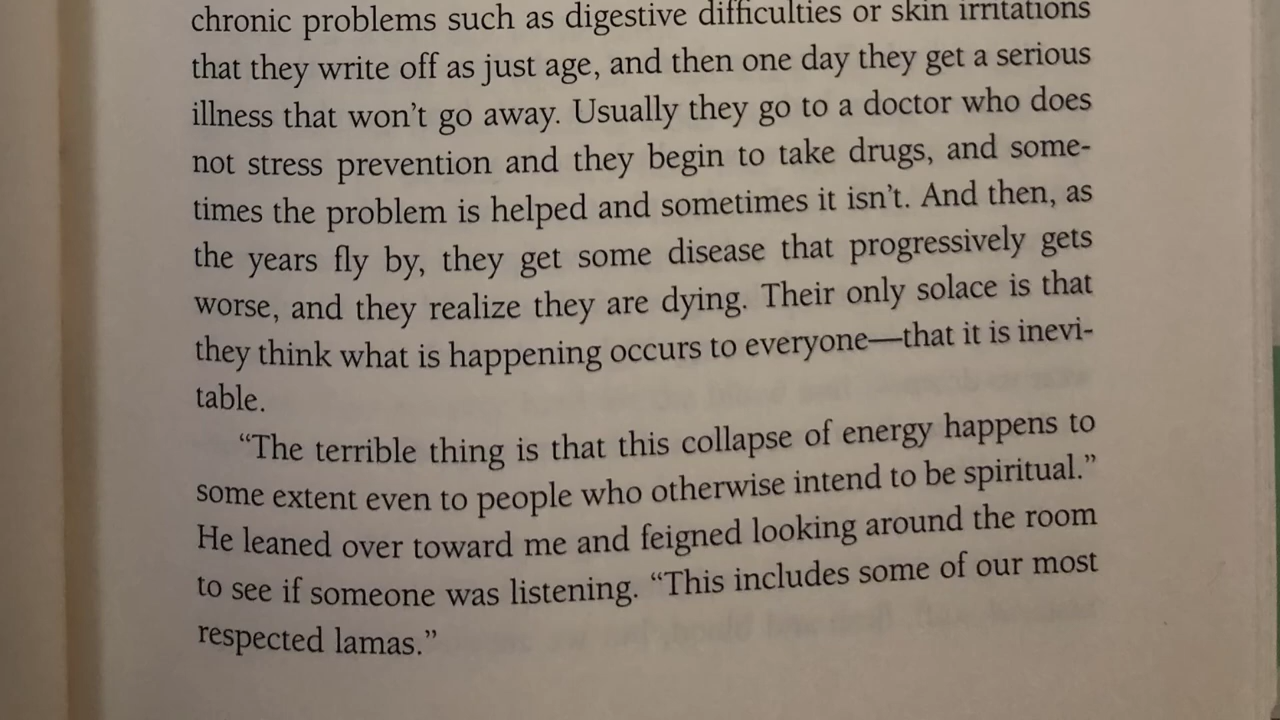 chronic problems such as digestive difficulties or skin irritations
that they write off as just age, and then one day they get a serious
illness that won’t go away. Usually they go to a doctor who does
not stress prevention and they begin to take drugs, and some-
times the problem is helped and sometimes it isn’t. And then, as
the years fly by, they get some disease that progressively gets
worse, and they realize they are dying. Their only solace is that
they think what is happening occurs to everyone—that it is inevi-
table.
“The terrible thing is that this collapse of energy happens to
some extent even to people who otherwise intend to be spiritual.”
He leaned over toward me and feigned looking around the room
to see if someone was listening. “This includes some of our most
respected lamas.”